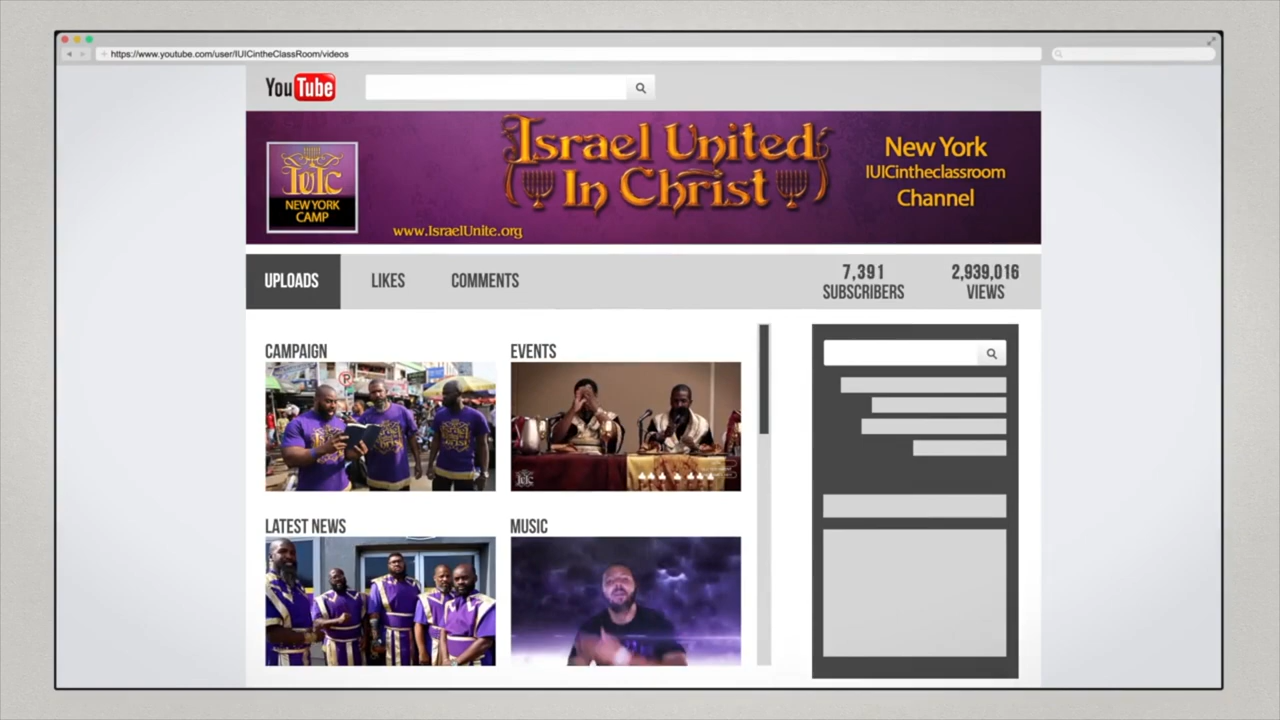 https://www.youtube.com/user/IUICintheClassRoom/videos
YouTube
Israel United
In Christ
IUIC
NEW YORK
CAMP
www.IsraelUnite.org
New York
IUICintheclassroom
Channel
UPLOADS
LIKES
COMMENTS
7,391
SUBSCRIBERS
2,939,016
VIEWS
CAMPAIGN
EVENTS
IUIC
LATEST NEWS
MUSIC